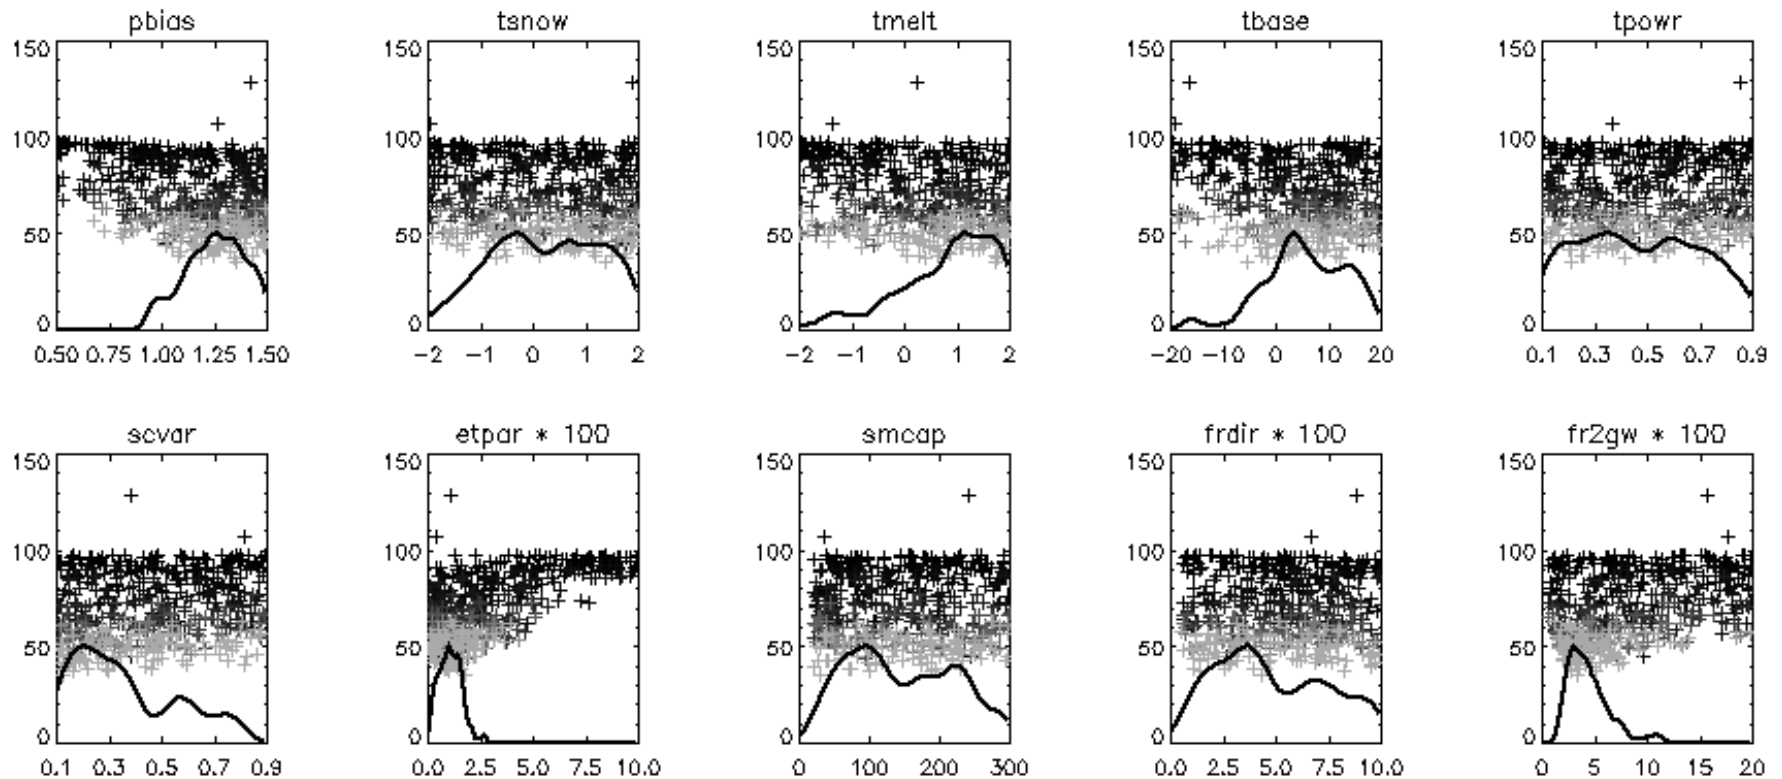 pbias tsnow tmelt tbase tpowr
150 150 150 150 150
100 100 100 100 100
50 50 50 50 50
0 0 0 0 0
0.50 0.75 1.00 1.25 1.50 -2 -1 0 1 2 -2 -1 0 1 2 -20 -10 0 10 20 0.1 0.3 0.5 0.7 0.9
scvar etpar * 100 smcap frdir * 100 fr2gw * 100
150 150 150 150 150
100 100 100 100 100
50 50 50 50 50
0 0 0 0 0
0.1 0.3 0.5 0.7 0.9 0.0 2.5 5.0 7.5 10.0 0 100 200 300 0.0 2.5 5.0 7.5 10.0 0 5 10 15 20